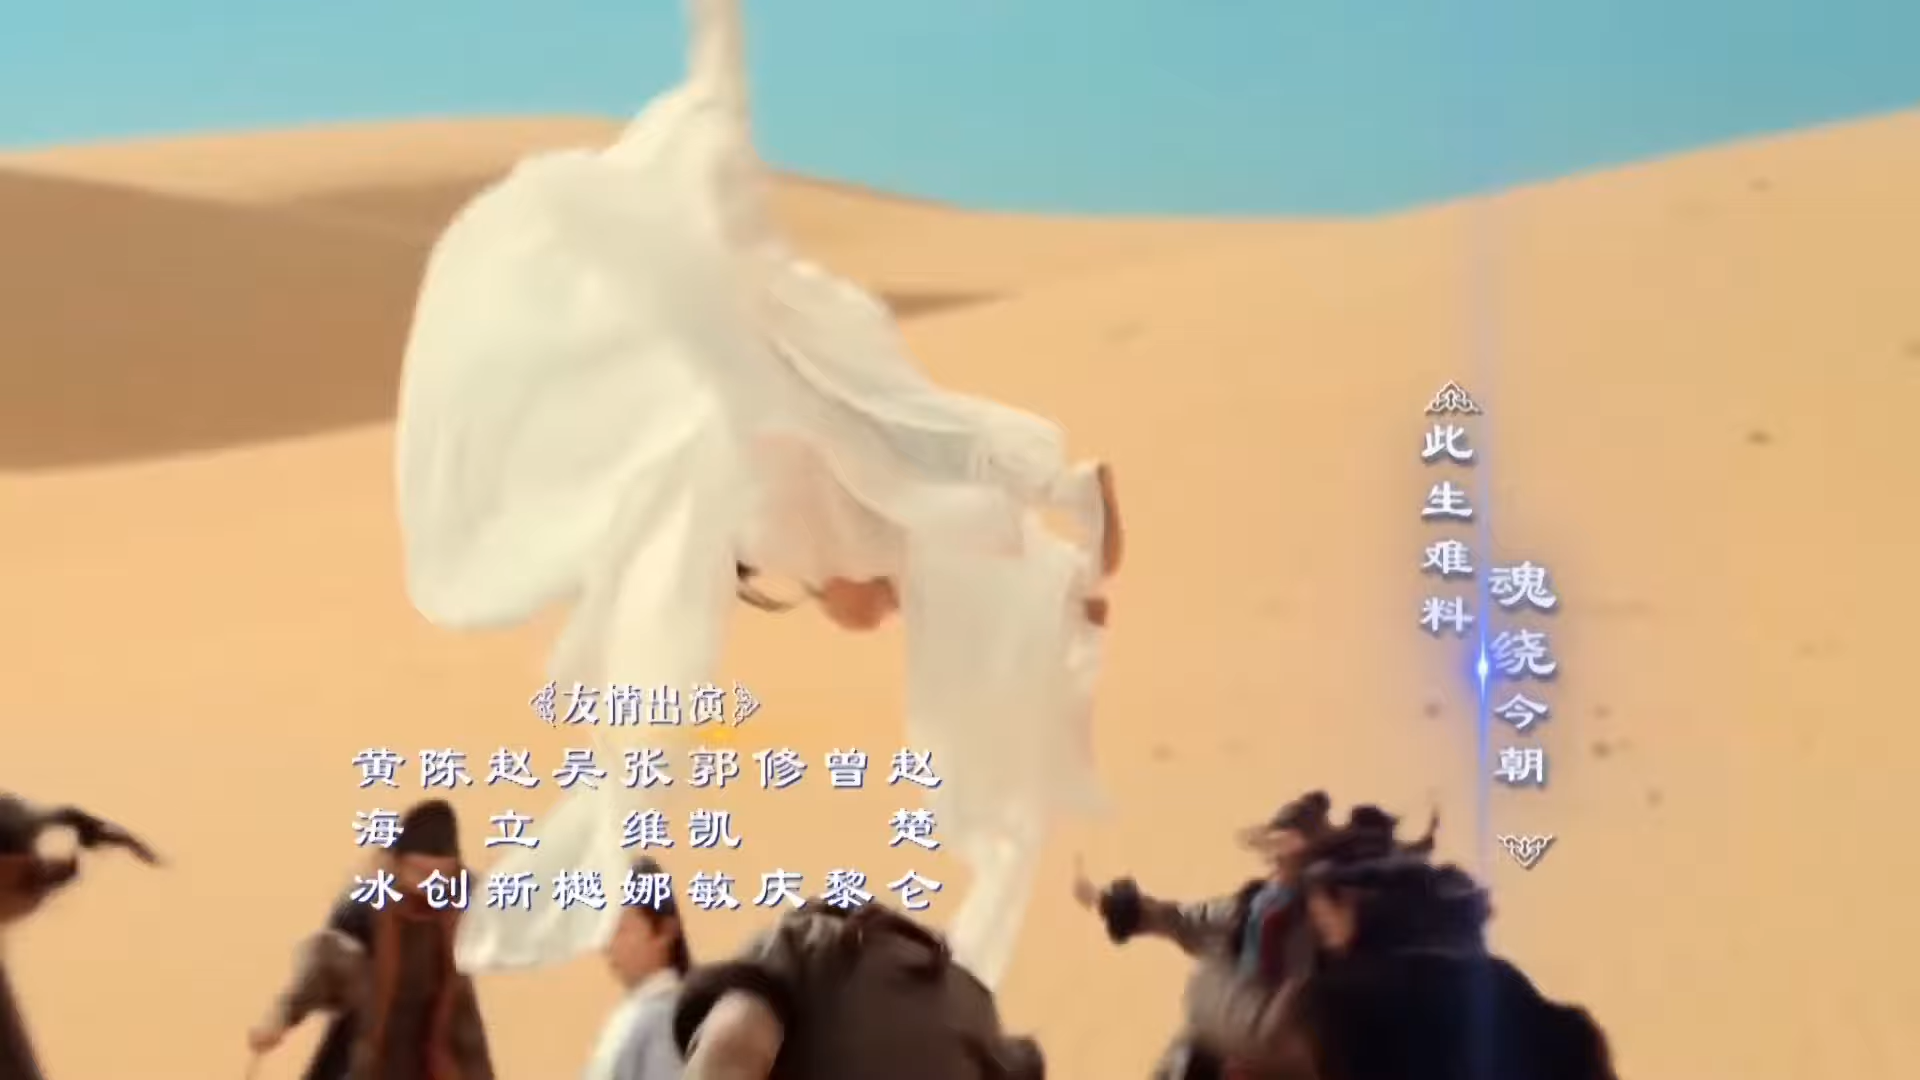 友情出演
黄海冰
陈创
赵立新
吴樾
张维娜
郭凯敏
修庆
曾黎
赵楚仑
此生难料
魂绕今朝